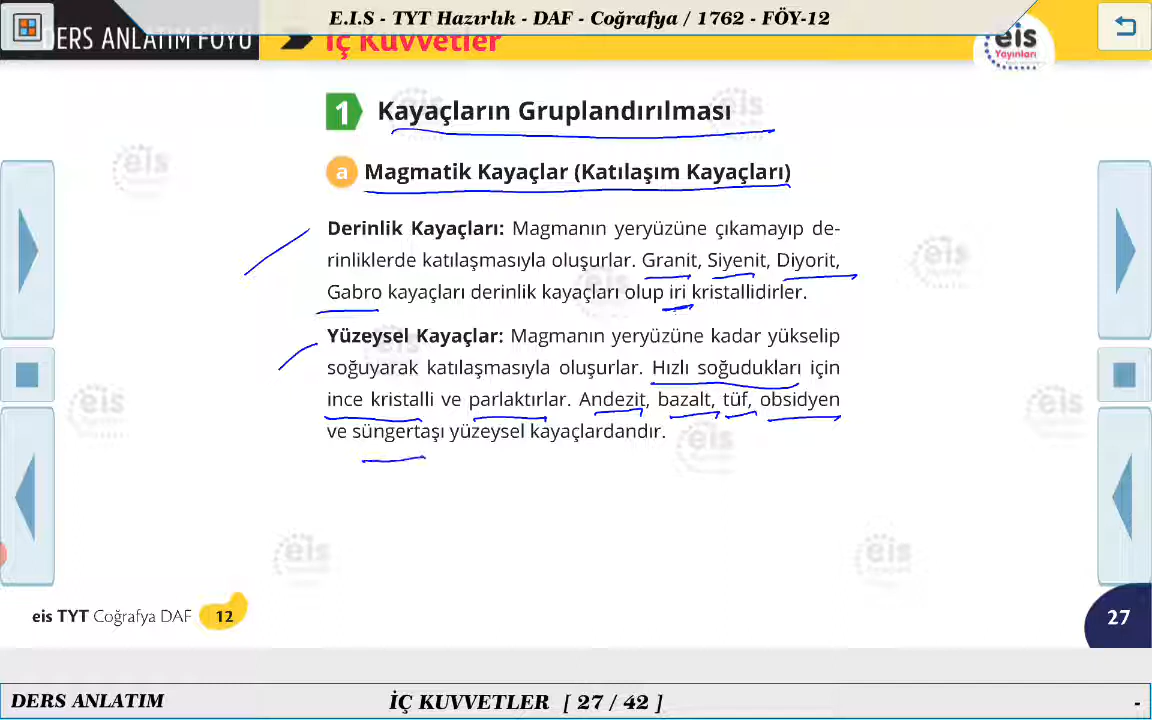 E.I.S - TYT Hazırlık - DAF - Coğrafya / 1762 - FÖY-12
DERS ANLATIM FÖYÜ
İç Kuvvetler
eis
Yayınları
1 Kayaçların Gruplandırılması
a Magmatik Kayaçlar (Katılaşım Kayaçları)
Derinlik Kayaçları: Magmanın yeryüzüne çıkamayıp de-
rinliklerde katılaşmasıyla oluşurlar. Granit, Siyenit, Diyorit,
Gabro kayaçları derinlik kayaçları olup iri kristallidirler.
Yüzeysel Kayaçlar: Magmanın yeryüzüne kadar yükselip
soğuyarak katılaşmasıyla oluşurlar. Hızlı soğudukları için
ince kristalli ve parlaktırlar. Andezit, bazalt, tüf, obsidyen
ve süngertaşı yüzeysel kayaçlardandır.
eis TYT Coğrafya DAF 12
27
DERS ANLATIM
İÇ KUVVETLER [ 27 / 42 ]
-